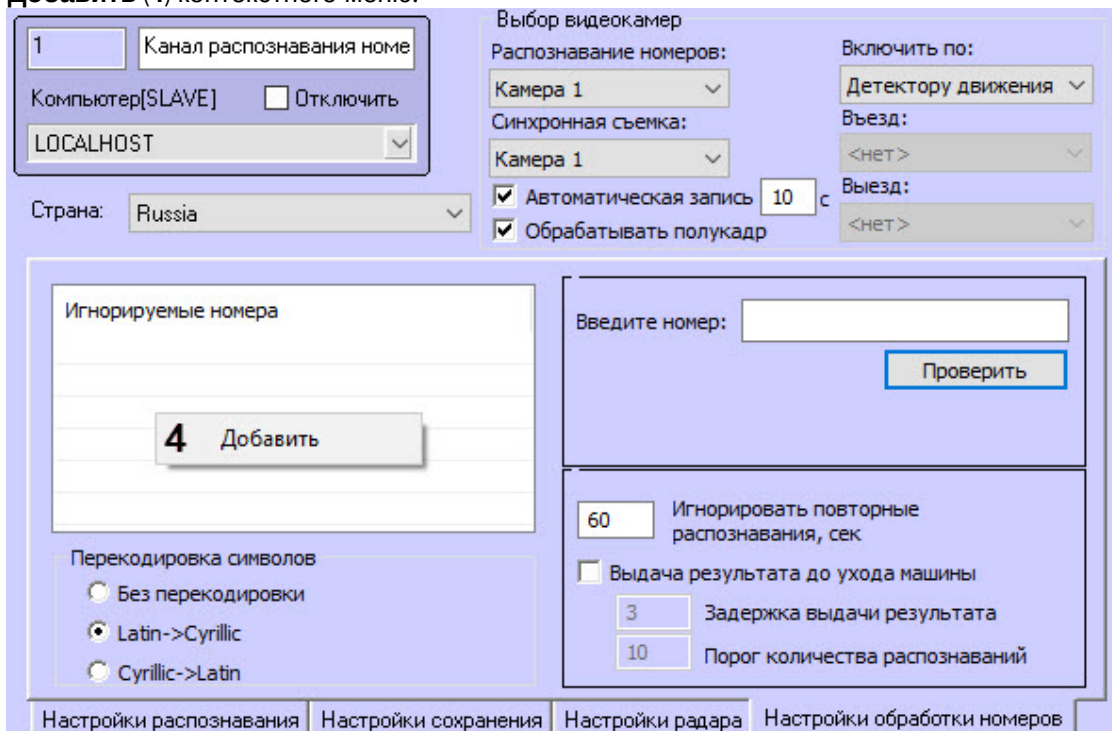 Добавить (4) контекстного меню.
1
Канал распознавания номе
Компьютер[SLAVE]
Отключить
LOCALHOST
Страна:
Russia
Выбор видеокамер
Распознавание номеров:
Камера 1
Синхронная съемка:
Камера 1
Автоматическая запись 10 с
Обрабатывать полукадр
Включить по:
Детектору движения
Въезд:
<нет>
Выезд:
<нет>
Игнорируемые номера
4 Добавить
Перекодировка символов
Без перекодировки
Latin->Cyrillic
Cyrillic->Latin
Введите номер:
Проверить
60 Игнорировать повторные
распознавания, сек
Выдача результата до ухода машины
3 Задержка выдачи результата
10 Порог количества распознаваний
Настройки распознавания Настройки сохранения Настройки радара Настройки обработки номеров